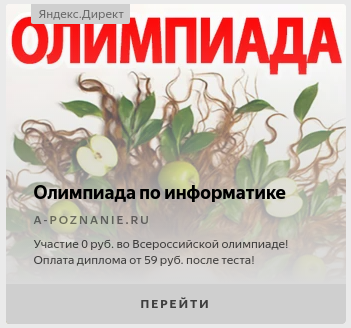 Яндекс.Директ
ОЛИМПИАДА
Олимпиада по информатике
A-POZNANIE.RU
Участие 0 руб. во Всероссийской олимпиаде!
Оплата диплома от 59 руб. после теста!
ПЕРЕЙТИ